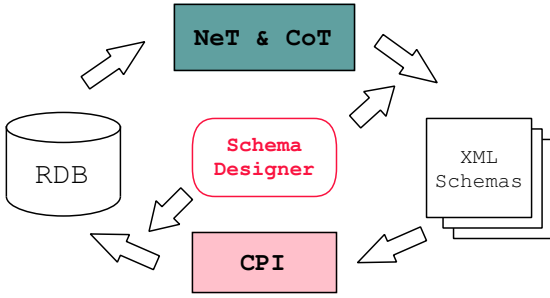 NeT & CoT
Schema
Designer
RDB
XML
Schemas
CPI